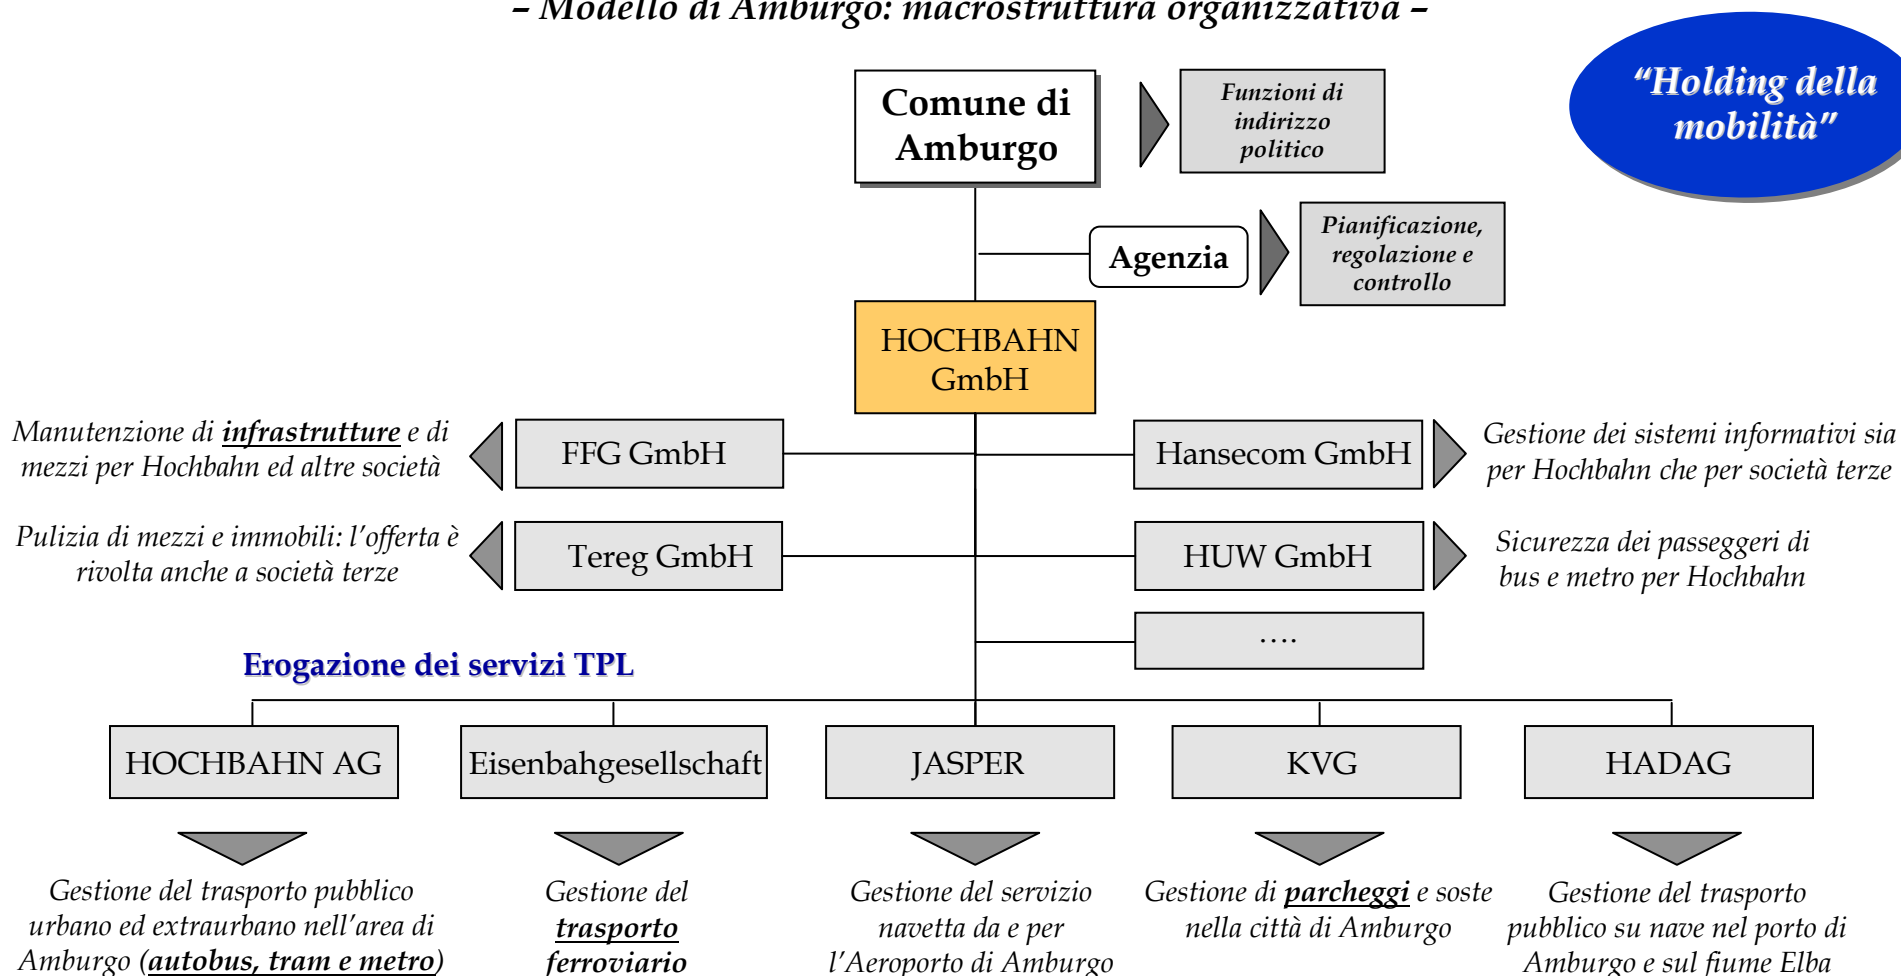 – Modello di Amburgo: macrostruttura organizzativa –
“Holding della
mobilità”
Comune di
Amburgo
Funzioni di
indirizzo
politico
Agenzia
Pianificazione,
regolazione e
controllo
HOCHBAHN
GmbH
Manutenzione di infrastrutture e di
mezzi per Hochbahn ed altre società
FFG GmbH
Hansecom GmbH
Gestione dei sistemi informativi sia
per Hochbahn che per società terze
Pulizia di mezzi e immobili: l’offerta è
rivolta anche a società terze
Tereg GmbH
HUW GmbH
Sicurezza dei passeggeri di
bus e metro per Hochbahn
….
Erogazione dei servizi TPL
HOCHBAHN AG
Eisenbahgesellschaft
JASPER
KVG
HADAG
Gestione del trasporto pubblico
urbano ed extraurbano nell’area di
Amburgo (autobus, tram e metro)
Gestione del
trasporto
ferroviario
Gestione del servizio
navetta da e per
l’Aeroporto di Amburgo
Gestione di parcheggi e soste
nella città di Amburgo
Gestione del trasporto
pubblico su nave nel porto di
Amburgo e sul fiume Elba